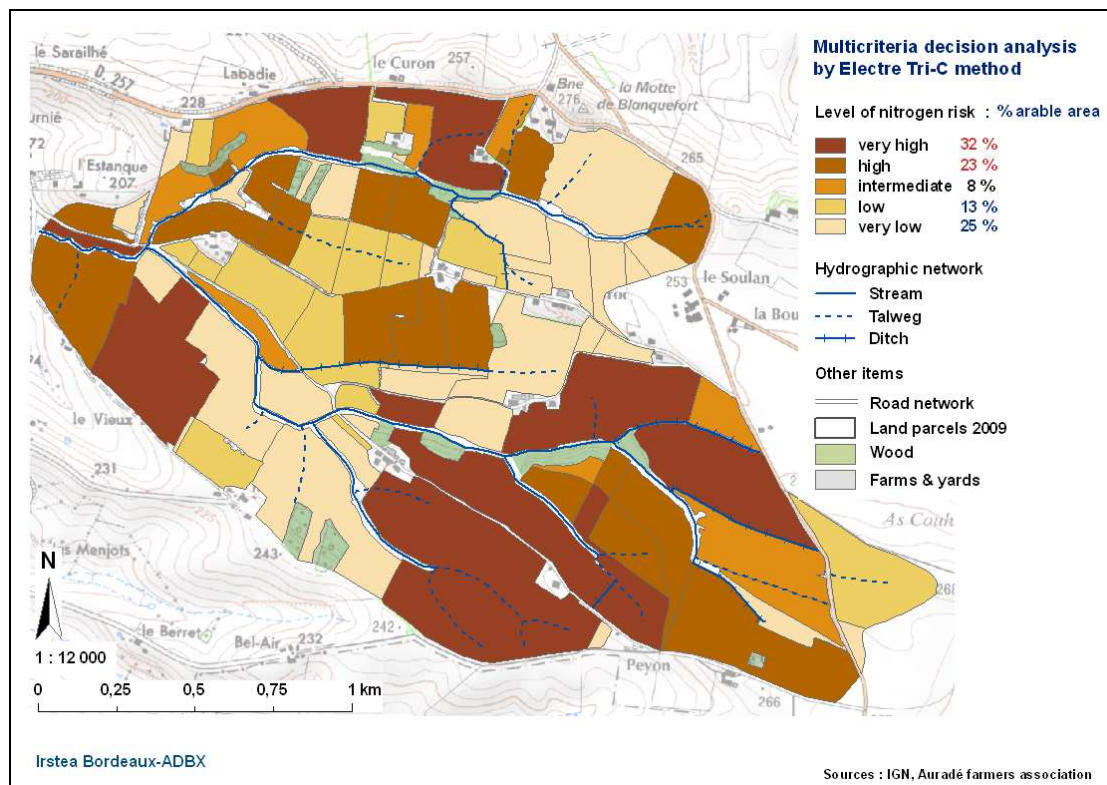 le Sarailhé
D. 257
Labadie
le Curon
257
Bne
276
la Motte
de Blanquefort
228
l'Estanque
207
265
le Soulan
253
la Bou
le Vieux
231
225
s Menjots
243
le Berret
Bel-Air
232
242
Peyon
266
As Couh
268
N
1 : 12 000
0 0,25 0,5 0,75 1 km
Multicriteria decision analysis
by Electre Tri-C method
Level of nitrogen risk : % arable area
very high 32 %
high 23 %
intermediate 8 %
low 13 %
very low 25 %
Hydrographic network
Stream
Talweg
Ditch
Other items
Road network
Land parcels 2009
Wood
Farms & yards
Irstea Bordeaux-ADBX
Sources : IGN, Auradé farmers association